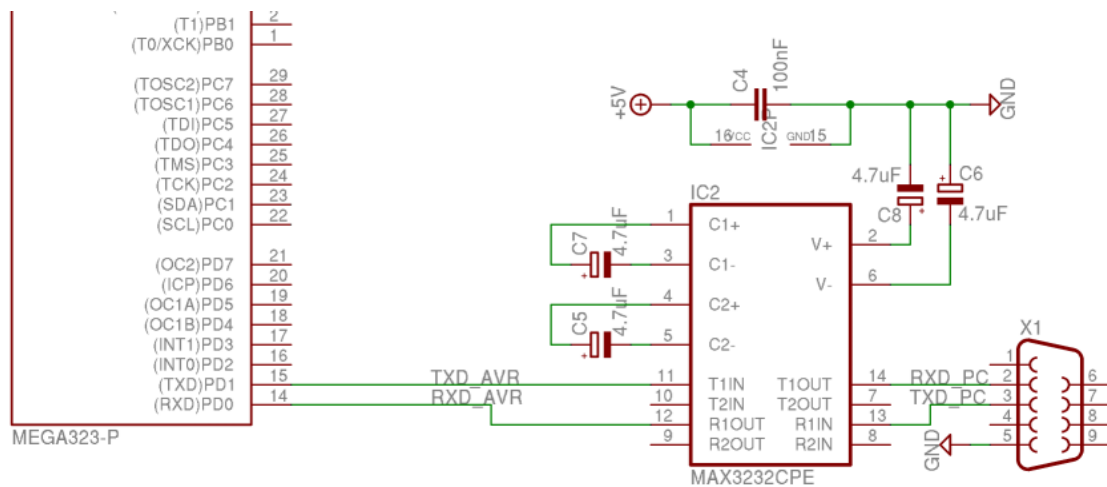 (T1)PB1 2
(T0/XCK)PB0 1
(TOSC2)PC7 29
(TOSC1)PC6 28
(TDI)PC5 27
(TDO)PC4 26
(TMS)PC3 25
(TCK)PC2 24
(SDA)PC1 23
(SCL)PC0 22
(OC2)PD7 21
(ICP)PD6 20
(OC1A)PD5 19
(OC1B)PD4 18
(INT1)PD3 17
(INT0)PD2 16
(TXD)PD1 15
(RXD)PD0 14
MEGA323-P
TXD_AVR
RXD_AVR
+5V
C4
100nF
GND
16 VCC
IC2P
GND 15
4.7uF
C8
+
+
C6
4.7uF
IC2
1 C1+
3 C1-
4 C2+
5 C2-
11 T1IN
10 T2IN
12 R1OUT
9 R2OUT
V+ 2
V- 6
T1OUT 14
T2OUT 7
R1IN 13
R2IN 8
MAX3232CPE
C7
4.7uF
+
C5
4.7uF
+
RXD_PC
TXD_PC
GND
X1
1
2
3
4
5
6
7
8
9